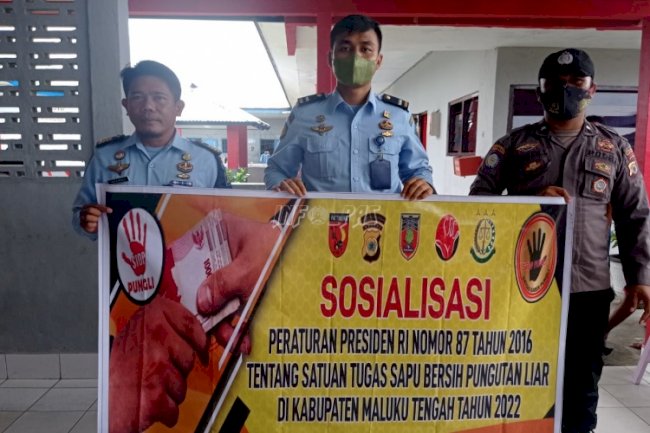 STOP
PUNGLI
SOSIALISASI
PERATURAN PRESIDEN RI NOMOR 87 TAHUN 2016
TENTANG SATUAN TUGAS SAPU BERSIH PUNGUTAN LIAR
DI KABUPATEN MALUKU TENGAH TAHUN 2022